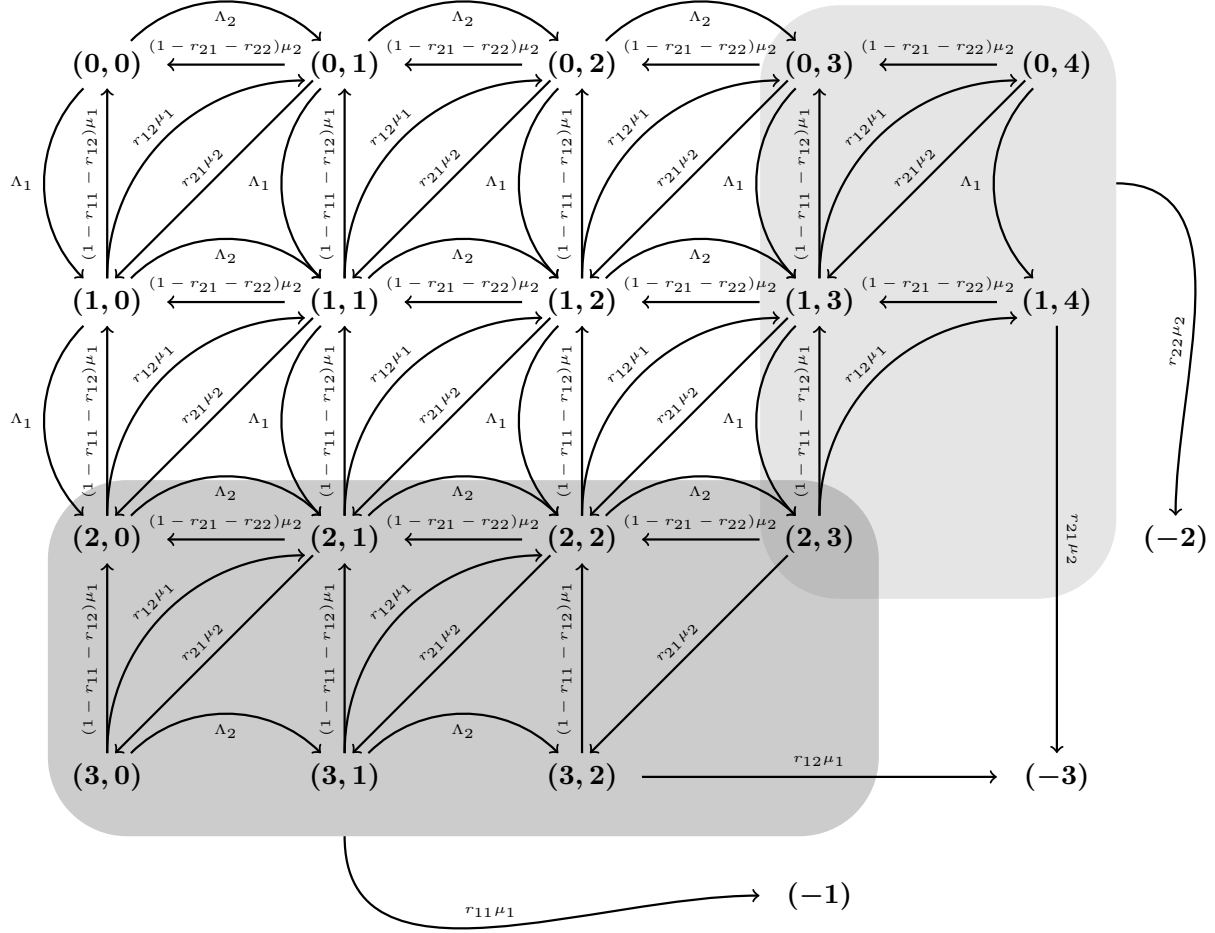 Λ₂ Λ₂ Λ₂
(1 − r₂₁ − r₂₂)μ₂ (1 − r₂₁ − r₂₂)μ₂ (1 − r₂₁ − r₂₂)μ₂ (1 − r₂₁ − r₂₂)μ₂
(0, 0) (0, 1) (0, 2) (0, 3) (0, 4)
Λ₁ (1 − r₁₁ − r₁₂)μ₁ r₁₂μ₁ r₂₁μ₂ Λ₁ (1 − r₁₁ − r₁₂)μ₁ r₁₂μ₁ r₂₁μ₂ Λ₁ (1 − r₁₁ − r₁₂)μ₁ r₁₂μ₁ r₂₁μ₂ Λ₁ (1 − r₁₁ − r₁₂)μ₁ r₁₂μ₁ r₂₁μ₂ Λ₁
Λ₂ Λ₂ Λ₂
(1 − r₂₁ − r₂₂)μ₂ (1 − r₂₁ − r₂₂)μ₂ (1 − r₂₁ − r₂₂)μ₂ (1 − r₂₁ − r₂₂)μ₂
(1, 0) (1, 1) (1, 2) (1, 3) (1, 4)
Λ₁ (1 − r₁₁ − r₁₂)μ₁ r₁₂μ₁ r₂₁μ₂ Λ₁ (1 − r₁₁ − r₁₂)μ₁ r₁₂μ₁ r₂₁μ₂ Λ₁ (1 − r₁₁ − r₁₂)μ₁ r₁₂μ₁ r₂₁μ₂ Λ₁ (1 − r₁₁ − r₁₂)μ₁ r₁₂μ₁ r₂₁μ₂ r₂₂μ₂
Λ₂ Λ₂ Λ₂
(1 − r₂₁ − r₂₂)μ₂ (1 − r₂₁ − r₂₂)μ₂ (1 − r₂₁ − r₂₂)μ₂
(2, 0) (2, 1) (2, 2) (2, 3) (−2)
(1 − r₁₁ − r₁₂)μ₁ r₁₂μ₁ r₂₁μ₂ (1 − r₁₁ − r₁₂)μ₁ r₁₂μ₁ r₂₁μ₂ (1 − r₁₁ − r₁₂)μ₁ r₂₁μ₂
Λ₂ Λ₂
(3, 0) (3, 1) (3, 2) r₁₂μ₁ (−3)
(−1)
r₁₁μ₁